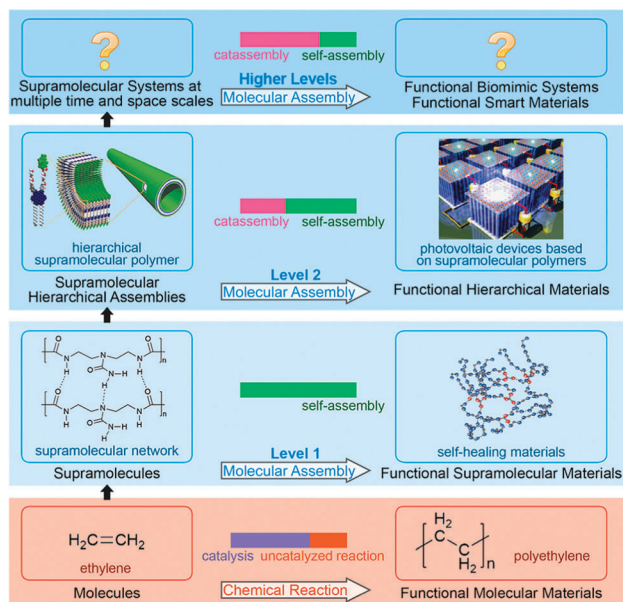 ?
catassembly
self-assembly
?
Supramolecular Systems at
multiple time and space scales
Higher Levels
Molecular Assembly
Functional Biomimic Systems
Functional Smart Materials
hierarchical
supramolecular polymer
catassembly
self-assembly
photovoltaic devices based
on supramolecular polymers
Supramolecular
Hierarchical Assemblies
Level 2
Molecular Assembly
Functional Hierarchical Materials
O
O
N
N
N
n
H
O
H
N-H
H
O
H
O
N
N
N
n
H
O
N-H
H
H
supramolecular network
self-assembly
self-healing materials
Supramolecules
Level 1
Molecular Assembly
Functional Supramolecular Materials
H2C=CH2
ethylene
catalysis
uncatalyzed reaction
H2
C
C
H2
n
polyethylene
Molecules
Chemical Reaction
Functional Molecular Materials